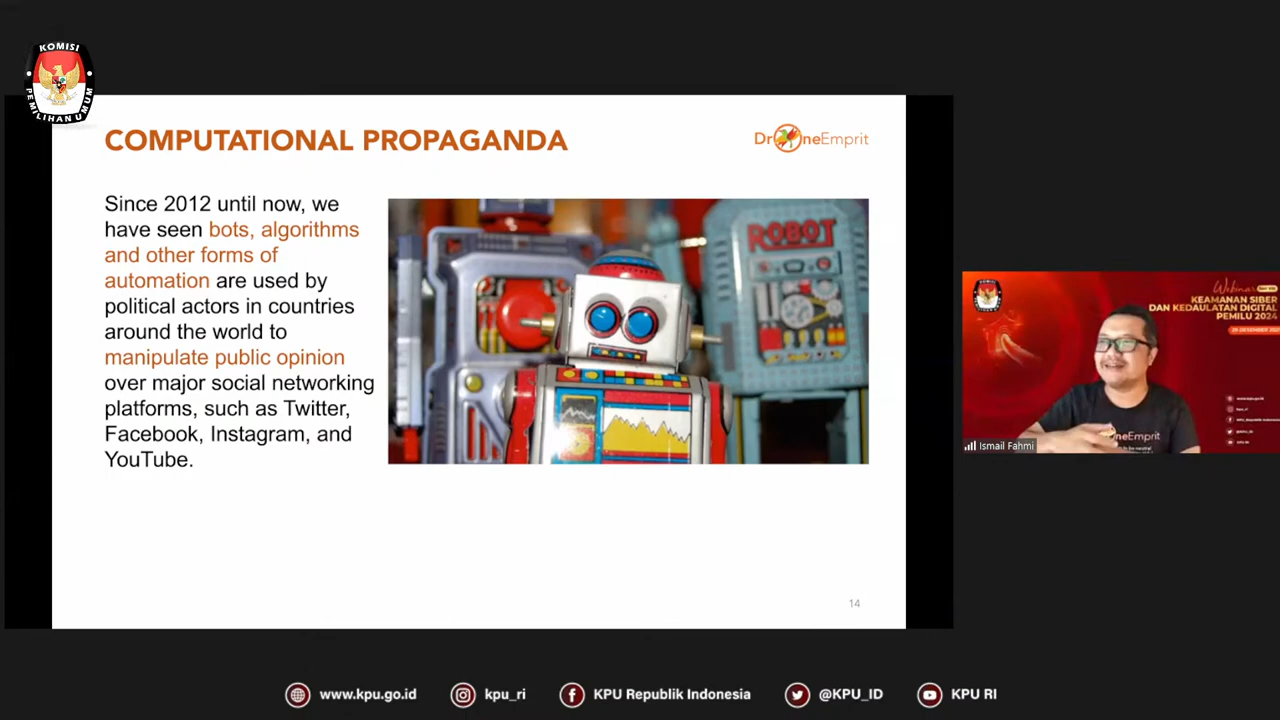 KOMISI
PEMILIHAN UMUM
COMPUTATIONAL PROPAGANDA
DroneEmprit
Since 2012 until now, we
have seen bots, algorithms
and other forms of
automation are used by
political actors in countries
around the world to
manipulate public opinion
over major social networking
platforms, such as Twitter,
Facebook, Instagram, and
YouTube.
ROBOT
14
Webinar
KEAMANAN SIBER
DAN KEDAULATAN DIGITAL
PEMILU 2024
neEmprit
Ismail Fahmi
www.kpu.go.id
kpu_ri
KPU Republik Indonesia
@KPU_ID
KPU RI